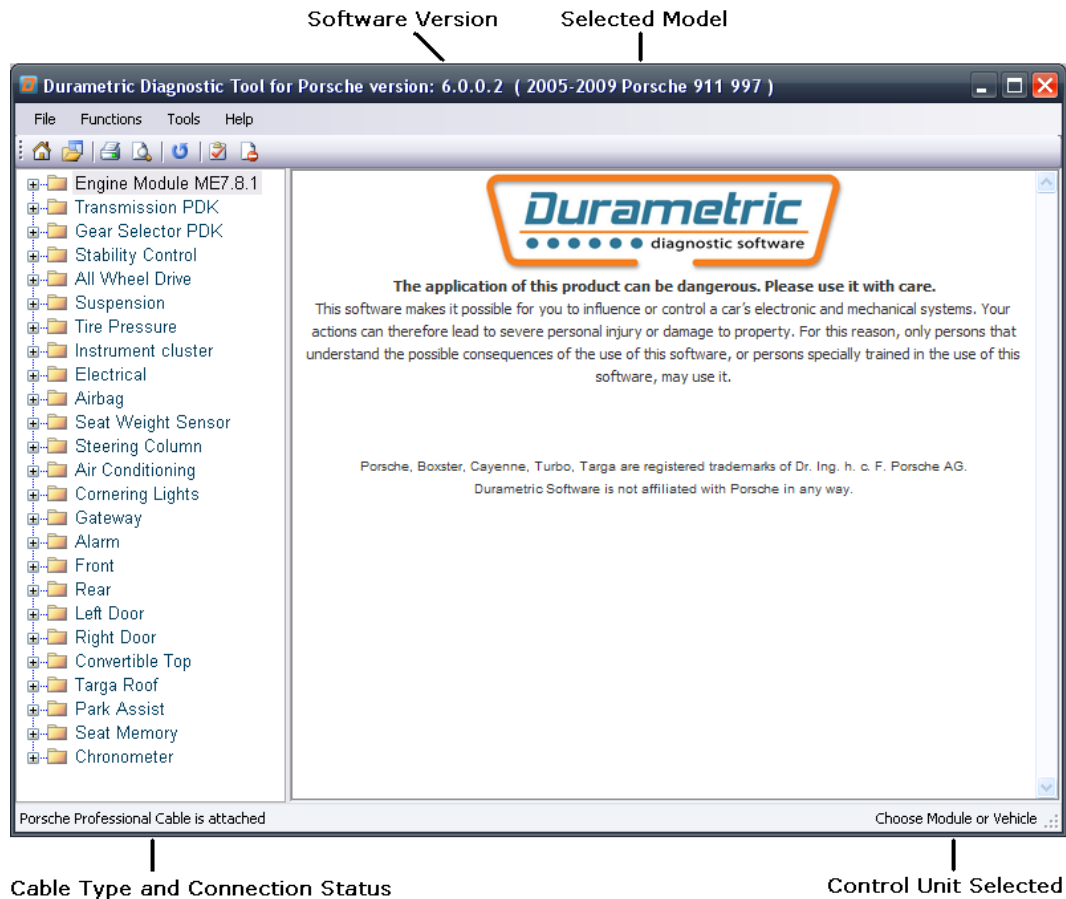 Software Version Selected Model
Durametric Diagnostic Tool for Porsche version: 6.0.0.2 ( 2005-2009 Porsche 911 997 )
File Functions Tools Help
Engine Module ME7.8.1
Transmission PDK
Gear Selector PDK
Stability Control
All Wheel Drive
Suspension
Tire Pressure
Instrument cluster
Electrical
Airbag
Seat Weight Sensor
Steering Column
Air Conditioning
Cornering Lights
Gateway
Alarm
Front
Rear
Left Door
Right Door
Convertible Top
Targa Roof
Park Assist
Seat Memory
Chronometer
Durametric
diagnostic software
The application of this product can be dangerous. Please use it with care.
This software makes it possible for you to influence or control a car's electronic and mechanical systems. Your
actions can therefore lead to severe personal injury or damage to property. For this reason, only persons that
understand the possible consequences of the use of this software, or persons specially trained in the use of this
software, may use it.
Porsche, Boxster, Cayenne, Turbo, Targa are registered trademarks of Dr. Ing. h. c. F. Porsche AG.
Durametric Software is not affiliated with Porsche in any way.
Porsche Professional Cable is attached Choose Module or Vehicle
Cable Type and Connection Status Control Unit Selected